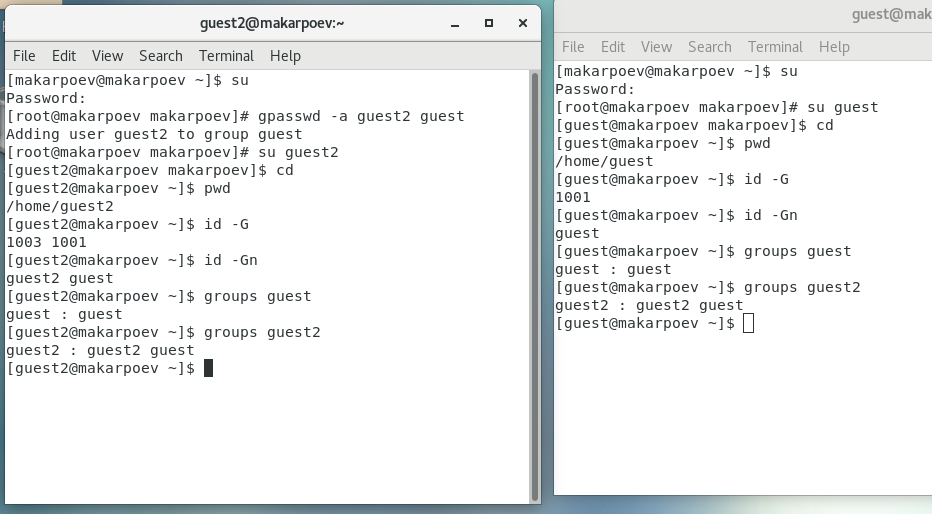 guest2@makarpoev:~
File Edit View Search Terminal Help
[makarpoev@makarpoev ~]$ su
Password:
[root@makarpoev makarpoev]# gpasswd -a guest2 guest
Adding user guest2 to group guest
[root@makarpoev makarpoev]# su guest2
[guest2@makarpoev makarpoev]$ cd
[guest2@makarpoev ~]$ pwd
/home/guest2
[guest2@makarpoev ~]$ id -G
1003 1001
[guest2@makarpoev ~]$ id -Gn
guest2 guest
[guest2@makarpoev ~]$ groups guest
guest : guest
[guest2@makarpoev ~]$ groups guest2
guest2 : guest2 guest
[guest2@makarpoev ~]$
guest@mak
File Edit View Search Terminal Help
[makarpoev@makarpoev ~]$ su
Password:
[root@makarpoev makarpoev]# su guest
[guest@makarpoev makarpoev]$ cd
[guest@makarpoev ~]$ pwd
/home/guest
[guest@makarpoev ~]$ id -G
1001
[guest@makarpoev ~]$ id -Gn
guest
[guest@makarpoev ~]$ groups guest
guest : guest
[guest@makarpoev ~]$ groups guest2
guest2 : guest2 guest
[guest@makarpoev ~]$